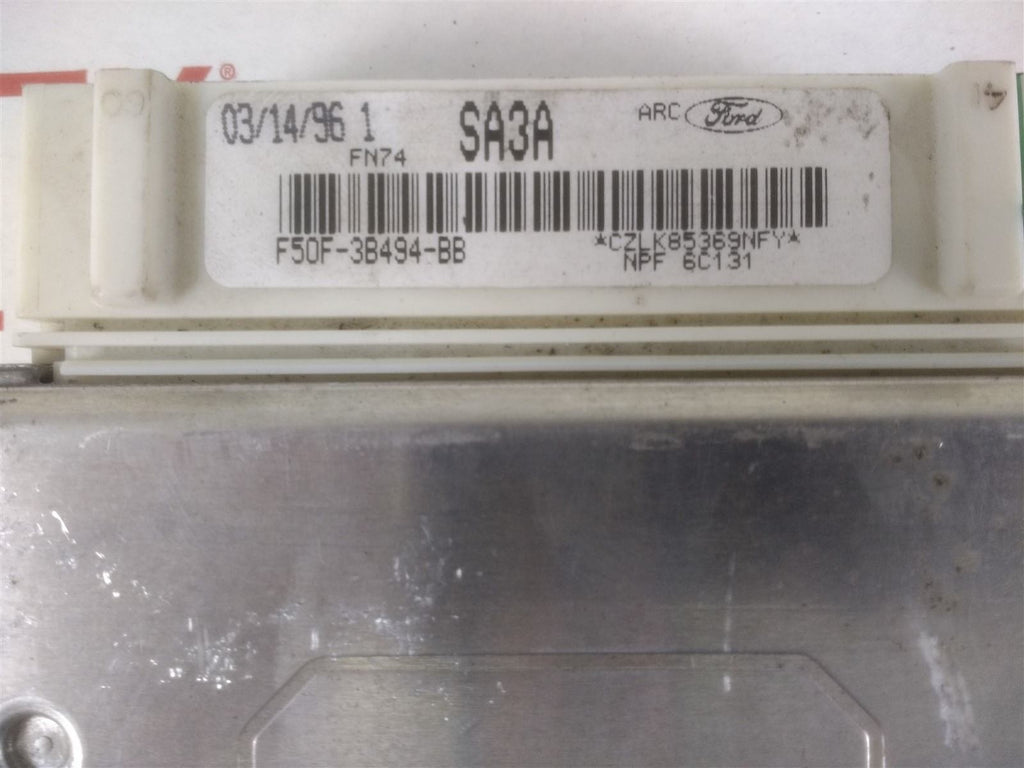 03/14/96 1 SA3A ARC Ford
FN74
F50F-3B494-BB *CZLK85369NFY*
NPF 6C131